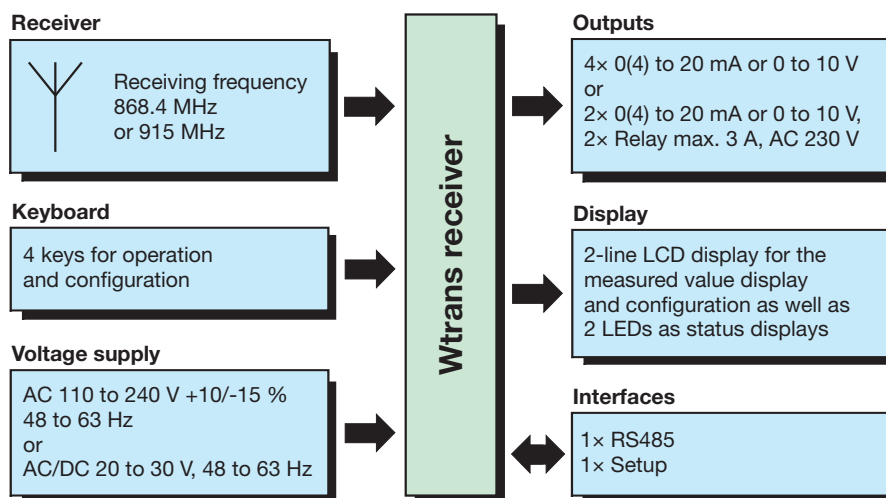 Receiver
Receiving frequency
868.4 MHz
or 915 MHz
Keyboard
4 keys for operation
and configuration
Voltage supply
AC 110 to 240 V +10/-15 %
48 to 63 Hz
or
AC/DC 20 to 30 V, 48 to 63 Hz
Wtrans receiver
Outputs
4× 0(4) to 20 mA or 0 to 10 V
or
2× 0(4) to 20 mA or 0 to 10 V,
2× Relay max. 3 A, AC 230 V
Display
2-line LCD display for the
measured value display
and configuration as well as
2 LEDs as status displays
Interfaces
1× RS485
1× Setup